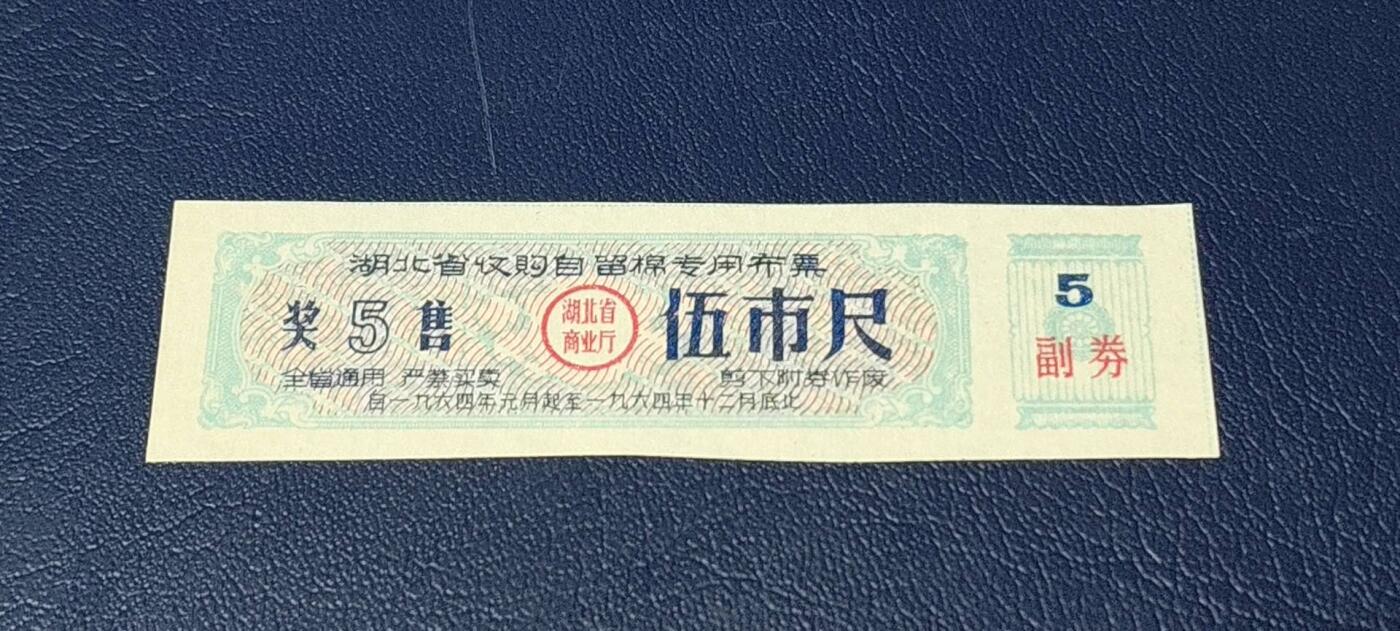 湖北省收购自留棉专用布票
奖5售
湖北省
商业厅
伍市尺
全省通用 严禁买卖
剪下附券作废
自一九六四年元月起至一九六四年十二月底止
5
副券